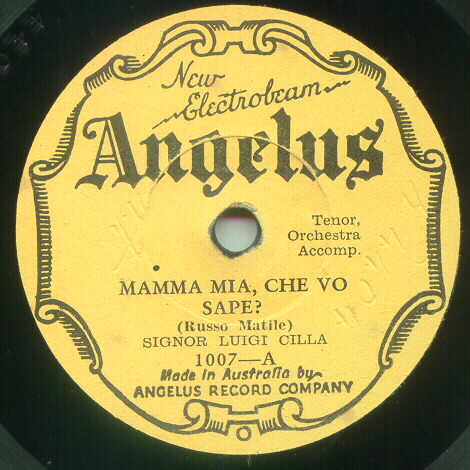 New
Electrobeam
Angelus
Tenor,
Orchestra
Accomp.
MAMMA MIA, CHE VO
SAPE?
(Russo Matile)
SIGNOR LUIGI CILLA
1007—A
Made in Australia by
ANGELUS RECORD COMPANY